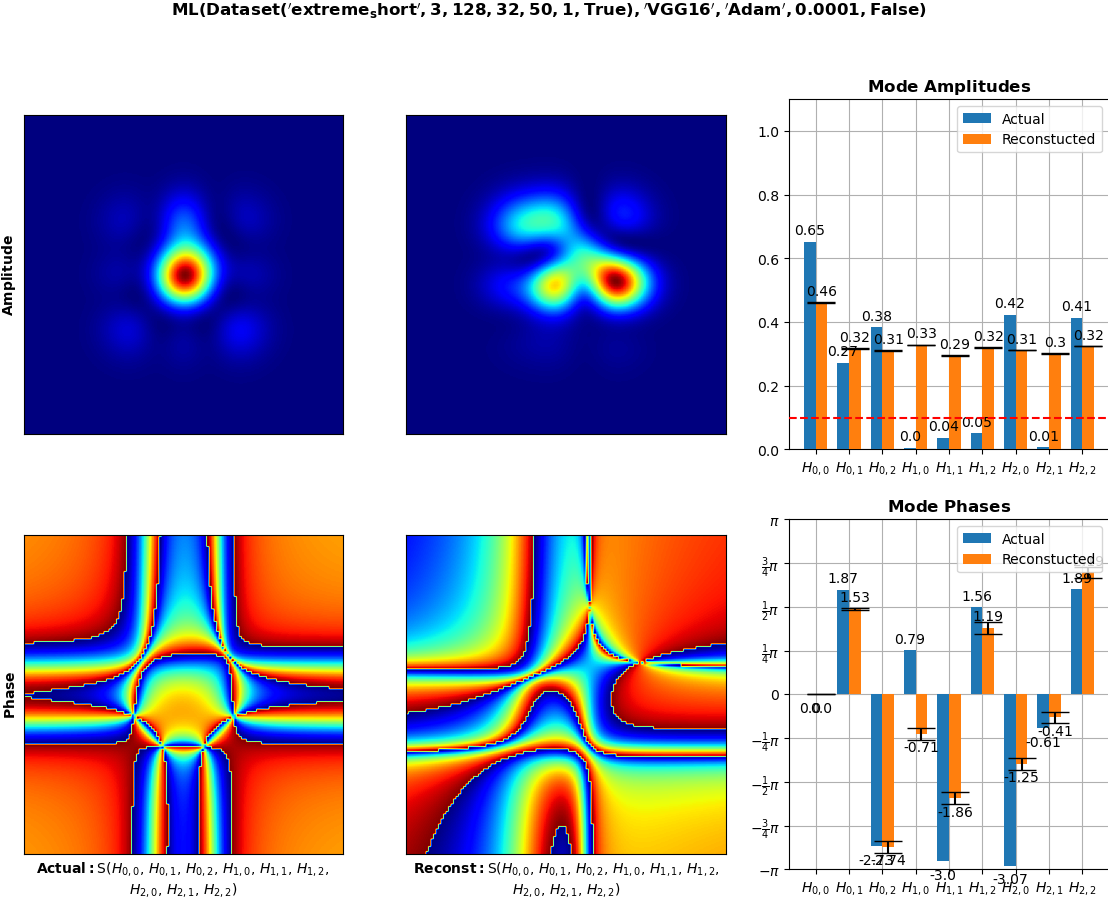 ML(Dataset('extreme_short', 3, 128, 32, 50, 1, True), 'VGG16', 'Adam', 0.0001, False)
Amplitude
Mode Amplitudes
Actual
Reconstucted
1.0
0.8
0.6
0.4
0.2
0.0
0.65
0.27
0.38
0.0
0.04
0.05
0.42
0.01
0.41
0.46
0.32
0.31
0.33
0.29
0.32
0.31
0.3
0.32
H0,0 H0,1 H0,2 H1,0 H1,1 H1,2 H2,0 H2,1 H2,2
Phase
Actual: S(H0,0, H0,1, H0,2, H1,0, H1,1, H1,2,
H2,0, H2,1, H2,2)
Reconst: S(H0,0, H0,1, H0,2, H1,0, H1,1, H1,2,
H2,0, H2,1, H2,2)
Mode Phases
Actual
Reconstucted
π
3/4π
1/2π
1/4π
0
−1/4π
−1/2π
−3/4π
−π
0.0
1.87
0.79
-3.0
1.56
-3.07
-0.61
1.89
0.0
1.53
-2.74
-0.71
-1.86
1.19
-1.25
-0.41
H0,0 H0,1 H0,2 H1,0 H1,1 H1,2 H2,0 H2,1 H2,2